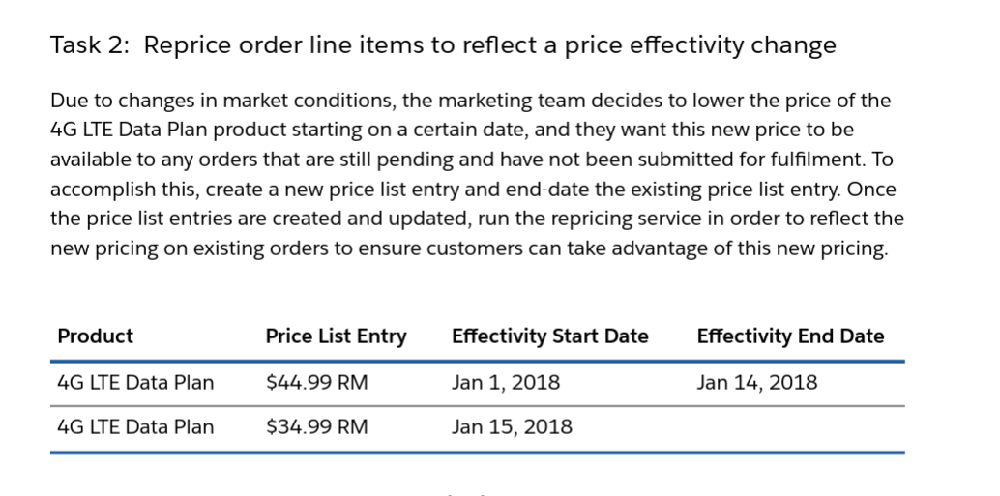 Task 2:  Reprice order line items to reflect a price effectivity change
Due to changes in market conditions, the marketing team decides to lower the price of the
4G LTE Data Plan product starting on a certain date, and they want this new price to be
available to any orders that are still pending and have not been submitted for fulfilment. To
accomplish this, create a new price list entry and end-date the existing price list entry. Once
the price list entries are created and updated, run the repricing service in order to reflect the
new pricing on existing orders to ensure customers can take advantage of this new pricing.
Product Price List Entry Effectivity Start Date Effectivity End Date
4G LTE Data Plan $44.99 RM Jan 1, 2018 Jan 14, 2018
4G LTE Data Plan $34.99 RM Jan 15, 2018